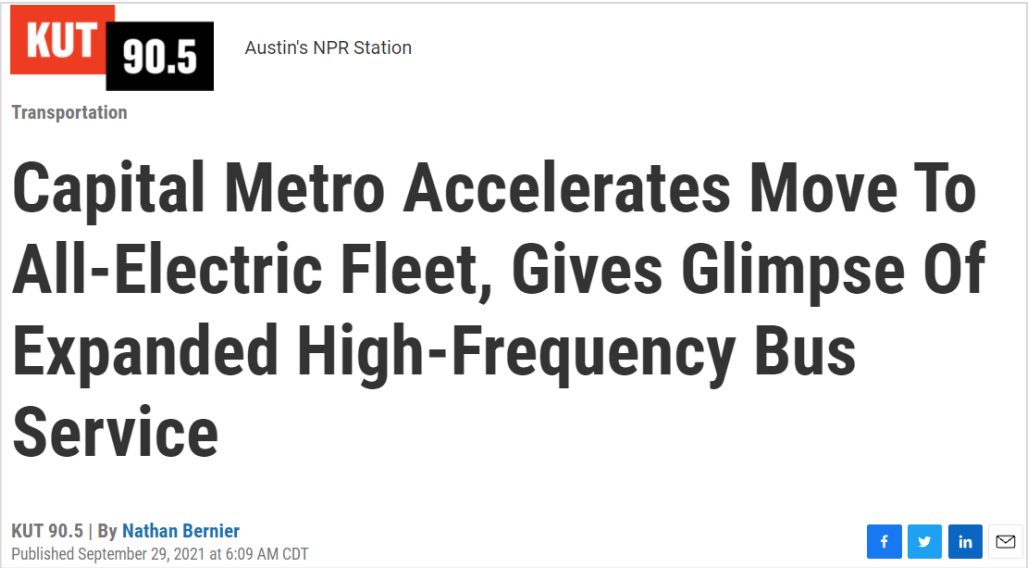 KUT 90.5
Austin's NPR Station
Transportation
Capital Metro Accelerates Move To
All-Electric Fleet, Gives Glimpse Of
Expanded High-Frequency Bus
Service
KUT 90.5 | By Nathan Bernier
Published September 29, 2021 at 6:09 AM CDT
f in